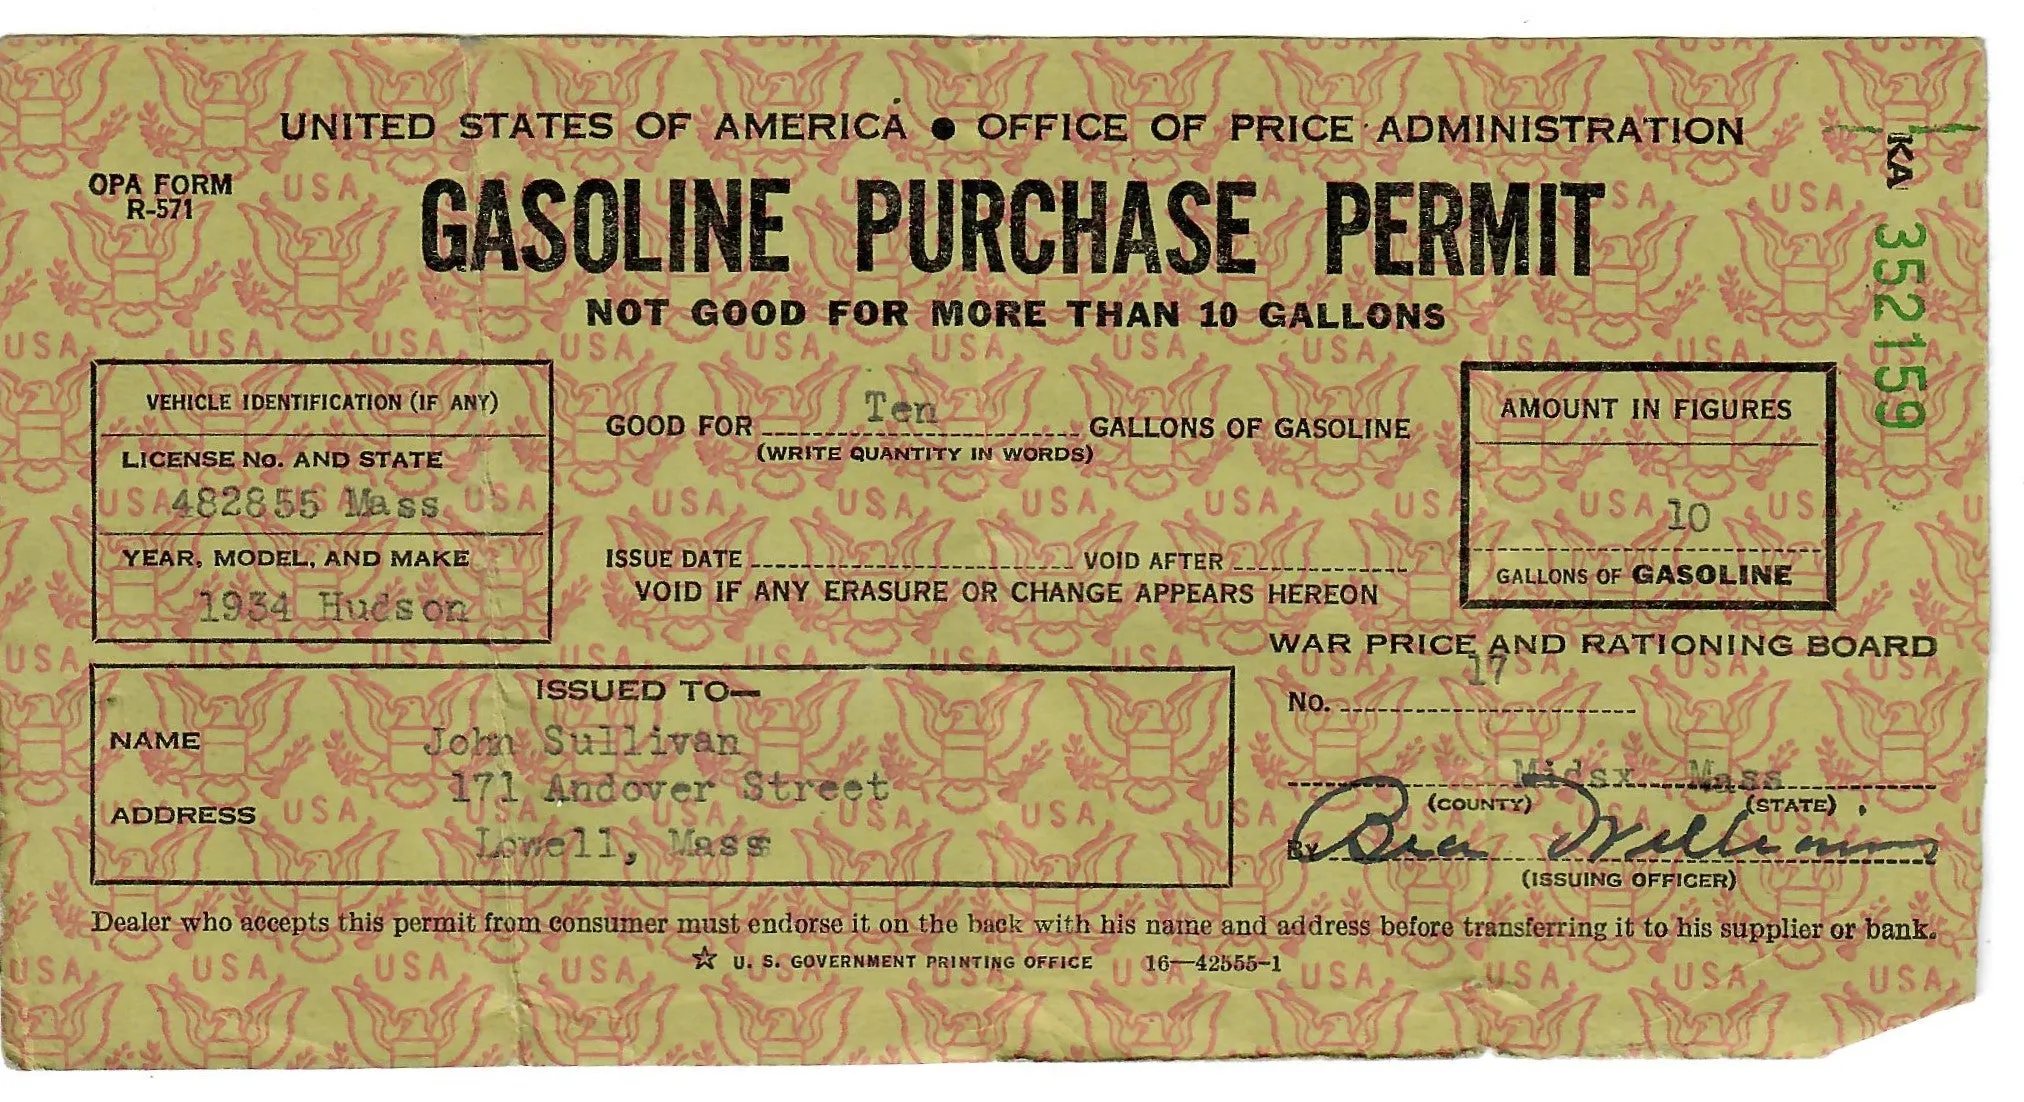 UNITED STATES OF AMERICA ● OFFICE OF PRICE ADMINISTRATION
OPA FORM
R-571
GASOLINE PURCHASE PERMIT
NOT GOOD FOR MORE THAN 10 GALLONS
KA 352159
VEHICLE IDENTIFICATION (IF ANY)
LICENSE No. AND STATE
482855 Mass
YEAR, MODEL, AND MAKE
1934 Hudson
GOOD FOR Ten GALLONS OF GASOLINE
(WRITE QUANTITY IN WORDS)
ISSUE DATE VOID AFTER
VOID IF ANY ERASURE OR CHANGE APPEARS HEREON
AMOUNT IN FIGURES
10
GALLONS OF GASOLINE
ISSUED TO—
NAME John Sullivan
171 Andover Street
ADDRESS
Lowell, Mass
WAR PRICE AND RATIONING BOARD
No. 17
Midsx Mass
(COUNTY) (STATE)
BY Williams
(ISSUING OFFICER)
Dealer who accepts this permit from consumer must endorse it on the back with his name and address before transferring it to his supplier or bank.
☆ U. S. GOVERNMENT PRINTING OFFICE 16—42555-1
USA